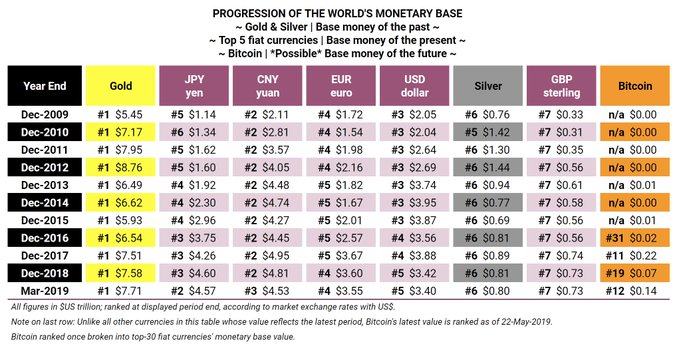 PROGRESSION OF THE WORLD'S MONETARY BASE
~ Gold & Silver | Base money of the past ~
~ Top 5 fiat currencies | Base money of the present ~
~ Bitcoin | *Possible* Base money of the future ~
Year End Gold JPY yen CNY yuan EUR euro USD dollar Silver GBP sterling Bitcoin
Dec-2009 #1 $5.45 #5 $1.14 #2 $2.11 #4 $1.72 #3 $2.05 #6 $0.76 #7 $0.33 n/a $0.00
Dec-2010 #1 $7.17 #6 $1.34 #2 $2.81 #4 $1.54 #3 $2.04 #5 $1.42 #7 $0.31 n/a $0.00
Dec-2011 #1 $7.95 #5 $1.62 #2 $3.57 #4 $1.98 #3 $2.64 #6 $1.30 #7 $0.35 n/a $0.00
Dec-2012 #1 $8.76 #5 $1.60 #2 $4.05 #4 $2.16 #3 $2.69 #6 $1.44 #7 $0.56 n/a $0.00
Dec-2013 #1 $6.49 #4 $1.92 #2 $4.48 #5 $1.82 #3 $3.74 #6 $0.94 #7 $0.61 n/a $0.01
Dec-2014 #1 $6.62 #4 $2.30 #2 $4.74 #5 $1.67 #3 $3.95 #6 $0.77 #7 $0.58 n/a $0.00
Dec-2015 #1 $5.93 #4 $2.96 #2 $4.27 #5 $2.01 #3 $3.87 #6 $0.69 #7 $0.56 n/a $0.01
Dec-2016 #1 $6.54 #3 $3.75 #2 $4.45 #5 $2.57 #4 $3.56 #6 $0.81 #7 $0.56 #31 $0.02
Dec-2017 #1 $7.51 #3 $4.26 #2 $4.95 #5 $3.67 #4 $3.88 #6 $0.89 #7 $0.74 #11 $0.22
Dec-2018 #1 $7.58 #3 $4.60 #2 $4.81 #4 $3.60 #5 $3.42 #6 $0.81 #7 $0.73 #19 $0.07
Mar-2019 #1 $7.71 #2 $4.57 #3 $4.53 #4 $3.55 #5 $3.40 #6 $0.80 #7 $0.73 #12 $0.14
All figures in $US trillion; ranked at displayed period end, according to market exchange rates with US$.
Note on last row: Unlike all other currencies in this table whose value reflects the latest period, Bitcoin's latest value is ranked as of 22-May-2019.
Bitcoin ranked once broken into top-30 fiat currencies' monetary base value.